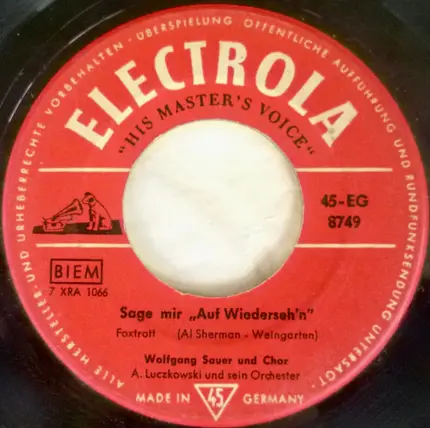 ALLE HERSTELLER- UND URHEBERRECHTE VORBEHALTEN · ÜBERSPIELUNG ÖFFENTLICHE AUFFÜHRUNG UND RUNDFUNKSENDUNG UNTERSAGT ·
ELECTROLA
"HIS MASTER'S VOICE"
45-EG
8749
BIEM
7 XRA 1066
Sage mir „Auf Wiederseh'n"
Foxtrott (Al Sherman - Weingarten)
Wolfgang Sauer und Chor
A. Luczkowski und sein Orchester
MADE IN 45 GERMANY